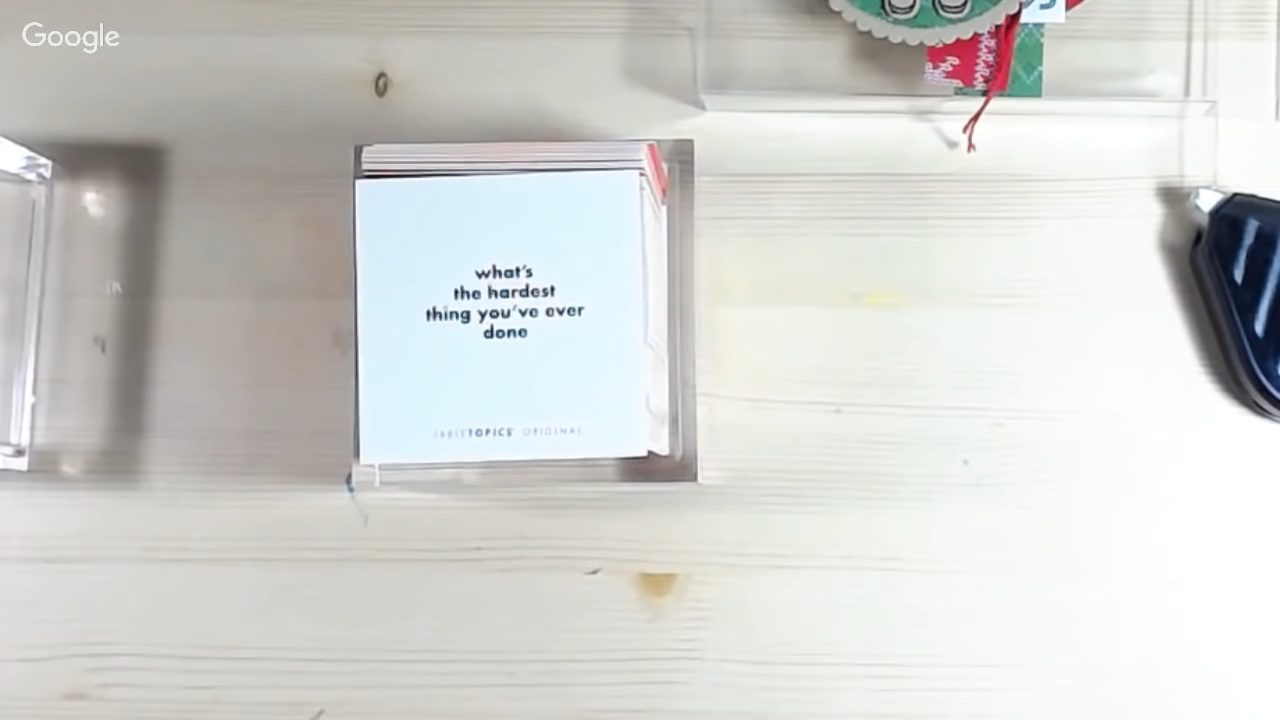 Google
what's
the hardest
thing you've ever
done
TABLETOPICS ORIGINAL